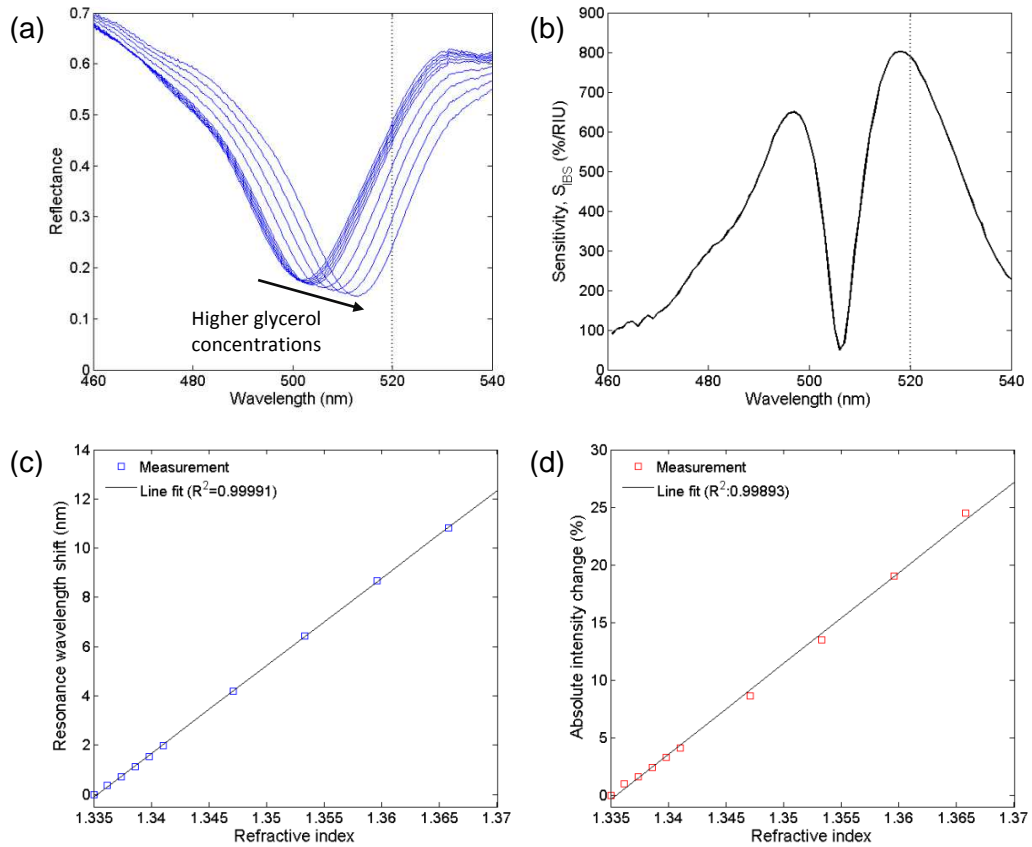 (a)
0.7
0.6
0.5
0.4
0.3
0.2
0.1
0
Reflectance
Higher glycerol
concentrations
460 480 500 520 540
Wavelength (nm)
(b)
900
800
700
600
500
400
300
200
100
0
Sensitivity, S_IBS (%/RIU)
460 480 500 520 540
Wavelength (nm)
(c)
14
12
10
8
6
4
2
0
Resonance wavelength shift (nm)
Measurement
Line fit (R²=0.99991)
1.335 1.34 1.345 1.35 1.355 1.36 1.365 1.37
Refractive index
(d)
30
25
20
15
10
5
0
Absolute intensity change (%)
Measurement
Line fit (R²:0.99893)
1.335 1.34 1.345 1.35 1.355 1.36 1.365 1.37
Refractive index